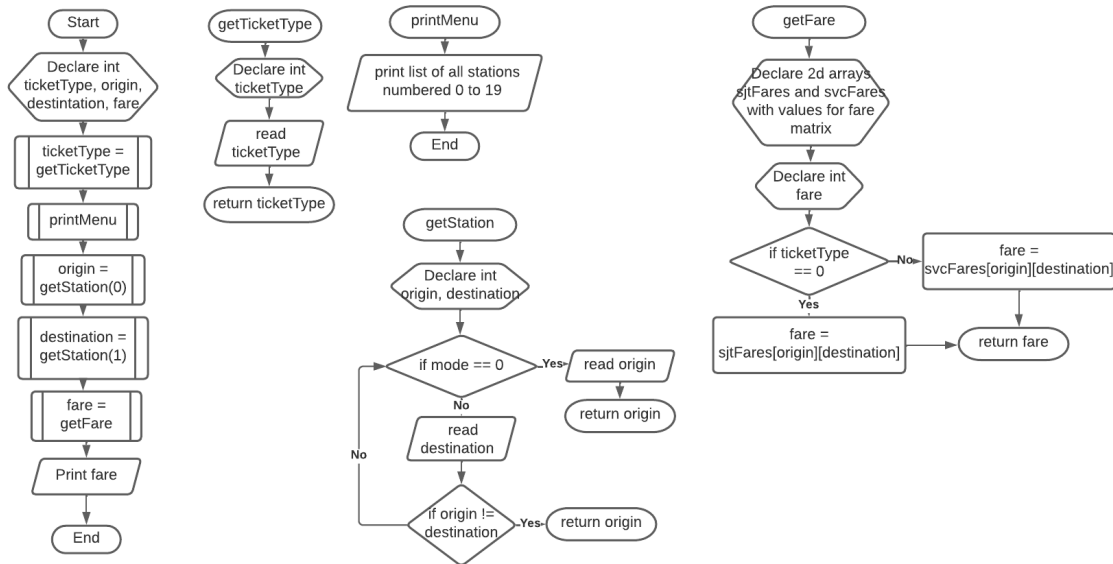 Start
Declare int
ticketType, origin,
destintation, fare
ticketType =
getTicketType
printMenu
origin =
getStation(0)
destination =
getStation(1)
fare =
getFare
Print fare
End
getTicketType
Declare int
ticketType
read
ticketType
return ticketType
printMenu
print list of all stations
numbered 0 to 19
End
getStation
Declare int
origin, destination
if mode == 0
Yes
read origin
return origin
No
read
destination
No
if origin !=
destination
Yes
return origin
getFare
Declare 2d arrays
sjtFares and svcFares
with values for fare
matrix
Declare int
fare
if ticketType
== 0
No
fare =
svcFares[origin][destination]
Yes
fare =
sjtFares[origin][destination]
return fare